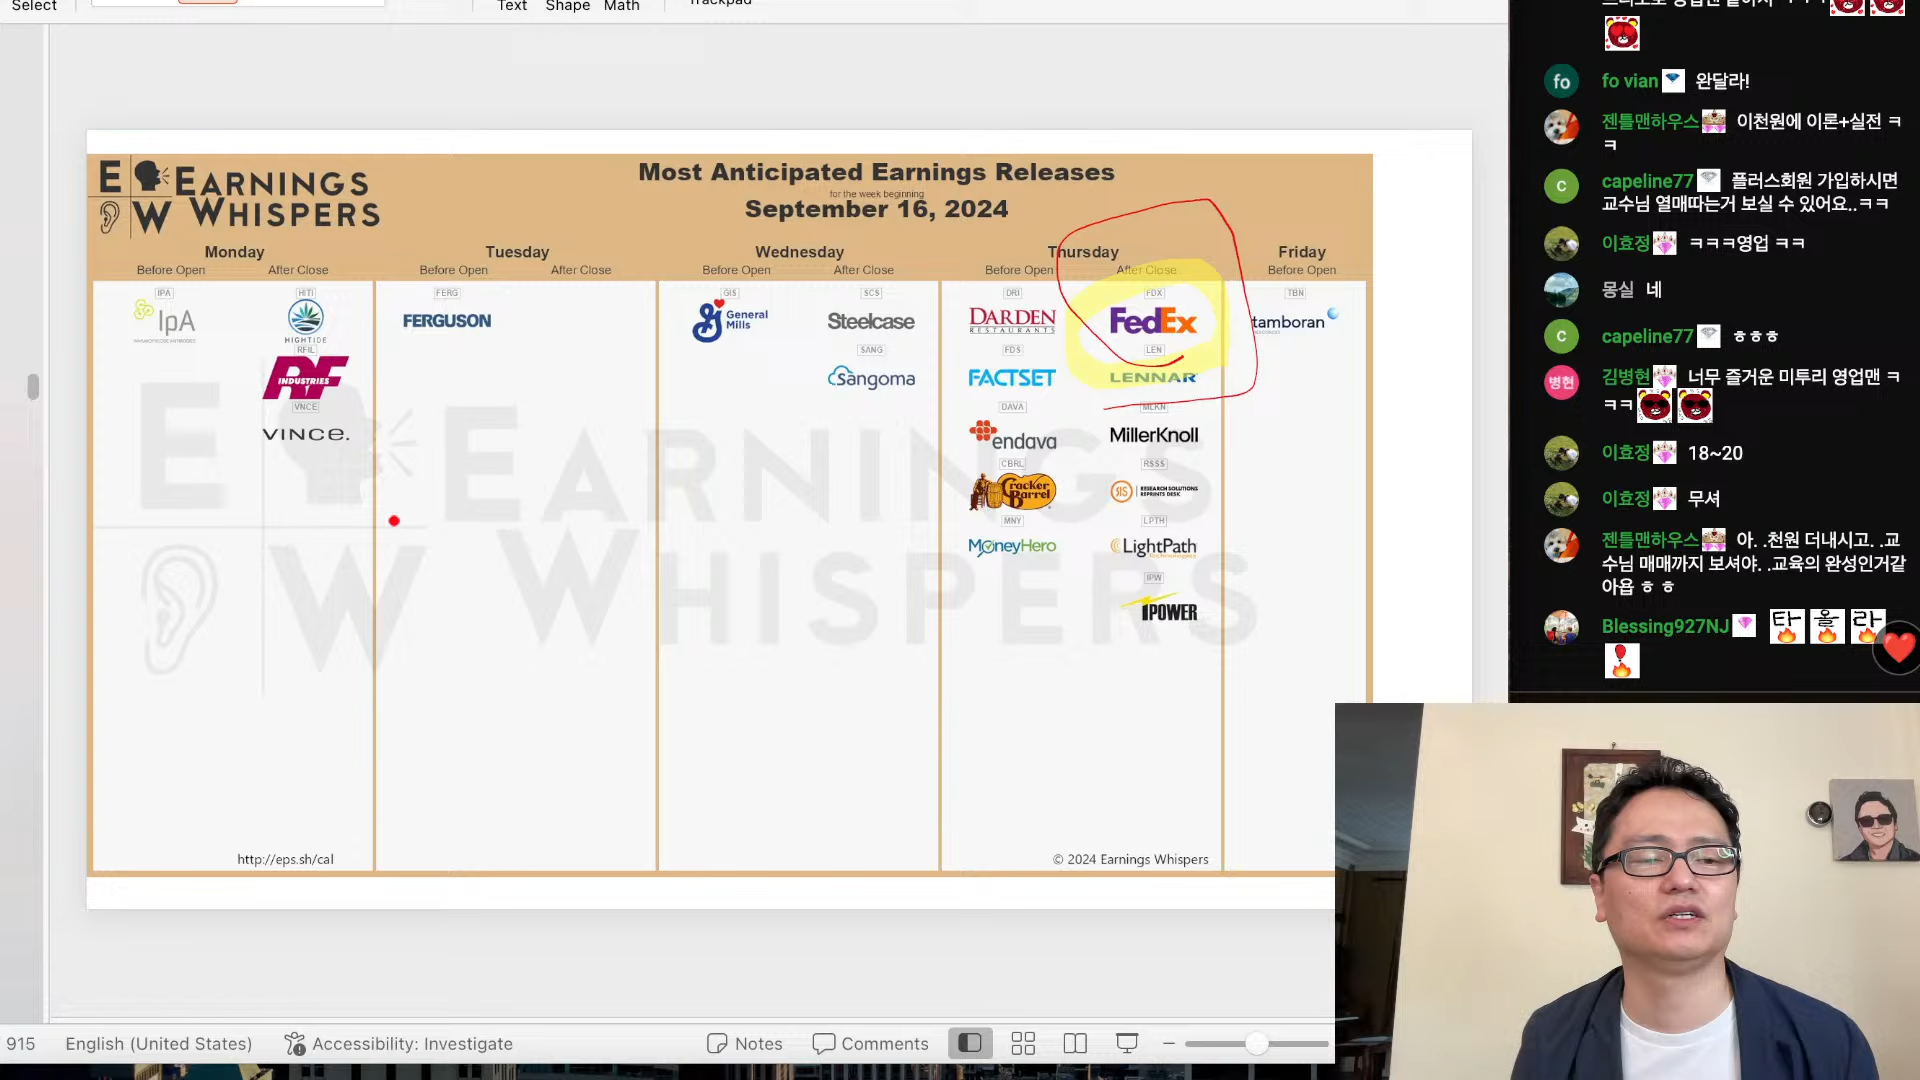 Select
Text Shape Math
Trackpad
EARNINGS
WHISPERS
E
W
Most Anticipated Earnings Releases
for the week beginning
September 16, 2024
Monday
Before Open After Close
Tuesday
Before Open After Close
Wednesday
Before Open After Close
Thursday
Before Open After Close
Friday
Before Open
IPA
IpA
HITI
HIGHTIDE
RFIL
RF
INDUSTRIES
VNCE
VINCE.
FERG
FERGUSON
GIS
General
Mills
SCS
Steelcase
SANG
Sangoma
DRI
DARDEN
RESTAURANTS
FDS
FACTSET
DAVA
endava
CBRL
Cracker
Barrel
MNY
MoneyHero
FDX
FedEx
LEN
LENNAR
MLKN
MillerKnoll
RSSS
RESEARCH SOLUTIONS
REPRINTS DESK
LPTH
LightPath
IPW
IPOWER
TBN
tamboran
E EARNINGS
W WHISPERS
http://eps.sh/cal
© 2024 Earnings Whispers
915 English (United States) Accessibility: Investigate Notes Comments
fo fo vian 완달라!
젠틀맨하우스 이천원에 이론+실전 ㅋ
ㅋ
C capeline77 플러스회원 가입하시면
교수님 열매따는거 보실 수 있어요..ㅋㅋ
이효정 ㅋㅋㅋ영업 ㅋㅋ
몽실 네
C capeline77 ㅎㅎㅎ
병현 김병현 너무 즐거운 미투리 영업맨 ㅋ
ㅋㅋ
이효정 18~20
이효정 무셔
젠틀맨하우스 아. .천원 더내시고. .교
수님 매매까지 보셔야. .교육의 완성인거같
아욥 ㅎ ㅎ
Blessing927NJ 타 올 라